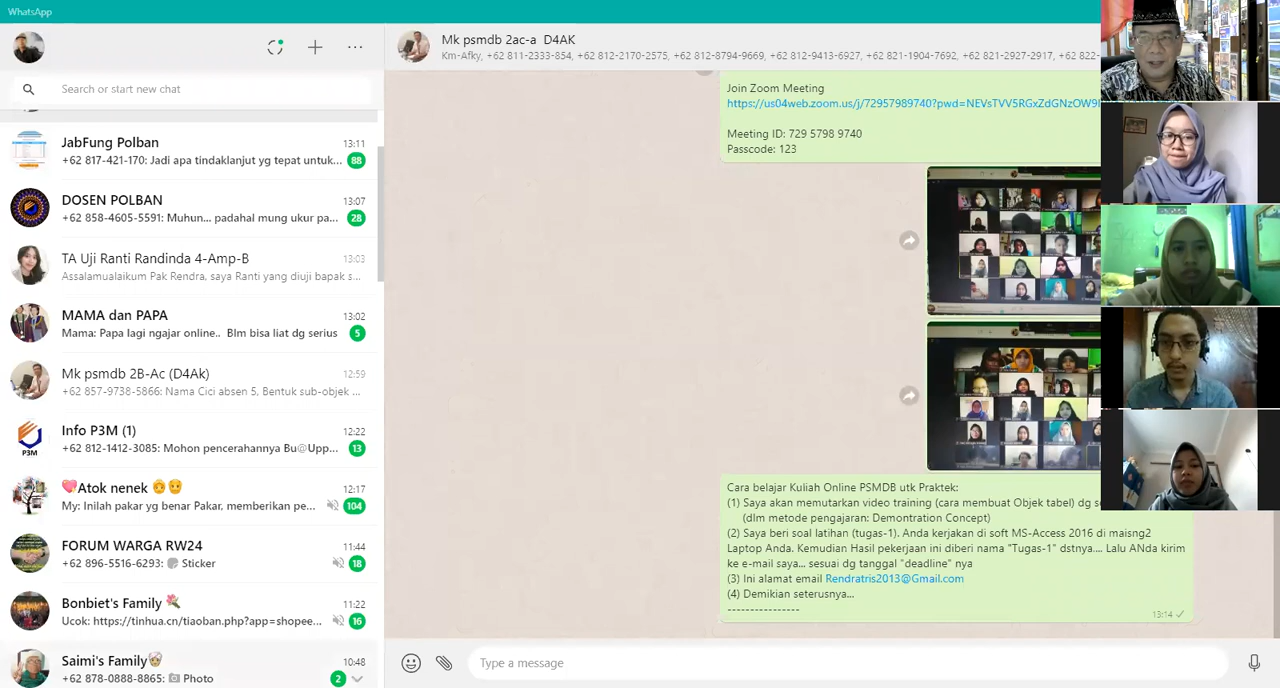 WhatsApp
Search or start new chat
JabFung Polban
13:11
+62 817-421-170: Jadi apa tindaklanjut yg tepat untuk...
88
DOSEN POLBAN
13:07
+62 858-4605-5591: Muhun... padahal mung ukur pa...
28
TA Uji Ranti Randinda 4-Amp-B
13:03
Assalamualaikum Pak Rendra, saya Ranti yang diuji bapak s...
MAMA dan PAPA
13:02
Mama: Papa lagi ngajar online.. Blm bisa liat dg serius
5
Mk psmdb 2B-Ac (D4Ak)
12:59
+62 857-9738-5866: Nama Cici absen 5, Bentuk sub-objek ...
P3M
Info P3M (1)
12:22
+62 812-1412-3085: Mohon pencerahannya Bu@Upp...
13
💖Atok nenek 👵👴
12:17
My: Inilah pakar yg benar Pakar, memberikan pe...
104
FORUM WARGA RW24
11:44
+62 896-5516-6293: Sticker
18
Bonbiet's Family 💐
11:22
Ucok: https://tinhua.cn/tiaoban.php?app=shopee...
16
Saimi's Family
10:48
+62 878-0888-8865: Photo
2
Mk psmdb 2ac-a D4AK
Km-Afky, +62 811-2333-854, +62 812-2170-2575, +62 812-8794-9669, +62 812-9413-6927, +62 821-1904-7692, +62 821-2927-2917, +62 822-
Join Zoom Meeting
https://us04web.zoom.us/j/72957989740?pwd=NEVsTVV5RGxZdGNzOW9
Meeting ID: 729 5798 9740
Passcode: 123
Cara belajar Kuliah Online PSMDB utk Praktek:
(1) Saya akan memutarkan video training (cara membuat Objek tabel) dg s
(dlm metode pengajaran: Demontration Concept)
(2) Saya beri soal latihan (tugas-1). Anda kerjakan di soft MS-Access 2016 di maisng2
Laptop Anda. Kemudian Hasil pekerjaan ini diberi nama "Tugas-1" dstnya.... Lalu ANda kirim
ke e-mail saya... sesuai dg tanggal "deadline" nya
(3) Ini alamat email Rendratris2013@Gmail.com
(4) Demikian seterusnya...
----------------
13:14
Type a message